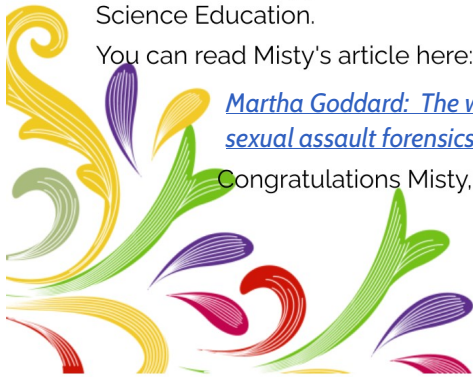 Science Education.
You can read Misty's article here:
Martha Goddard:  The w
sexual assault forensics
Congratulations Misty,